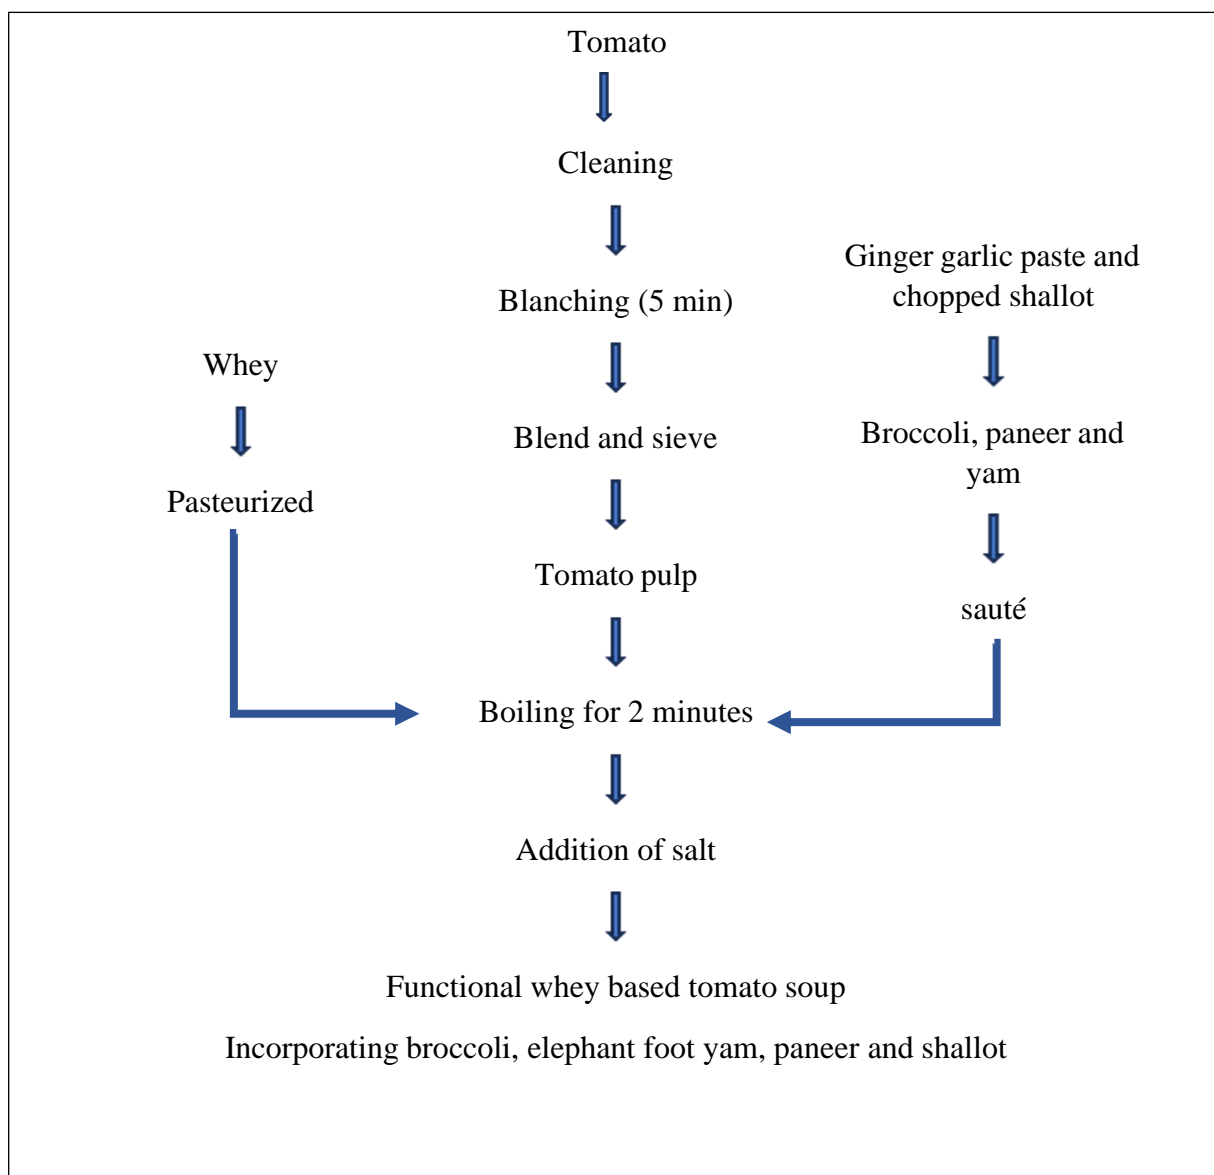 Tomato
Cleaning
Ginger garlic paste and
chopped shallot
Blanching (5 min)
Whey
Broccoli, paneer and
yam
Blend and sieve
Pasteurized
Tomato pulp
sauté
Boiling for 2 minutes
Addition of salt
Functional whey based tomato soup
Incorporating broccoli, elephant foot yam, paneer and shallot